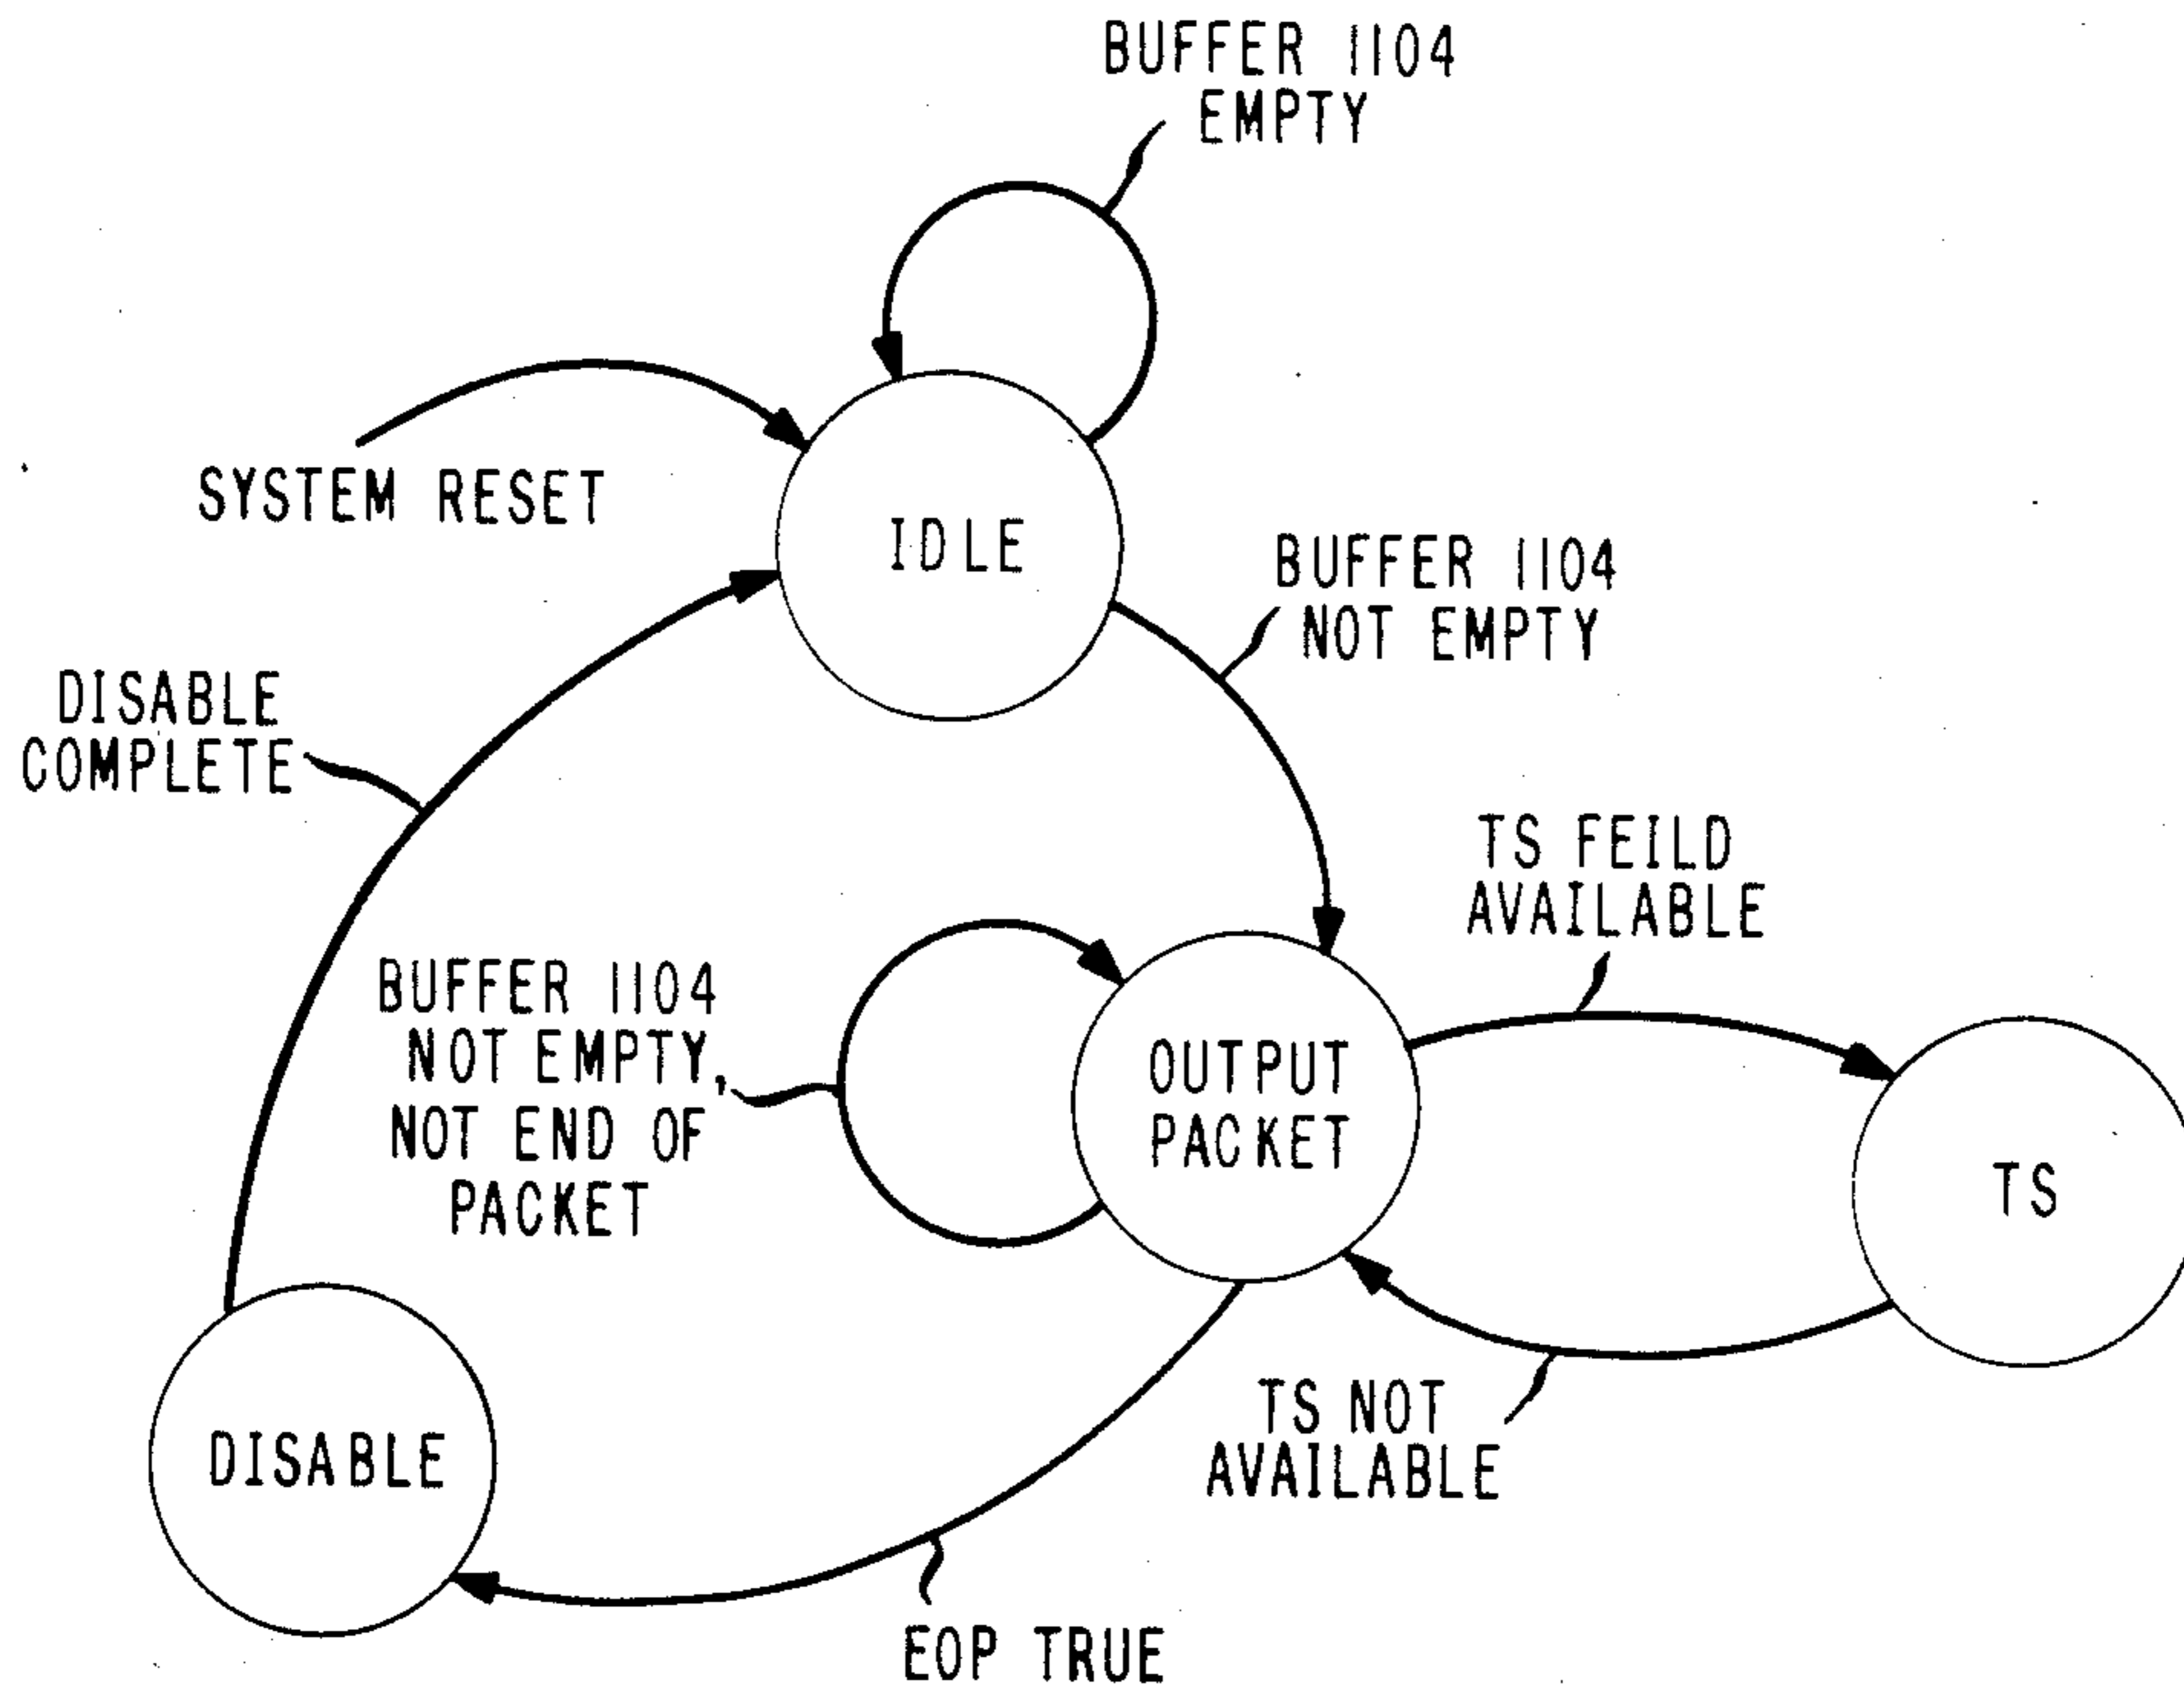 BUFFER 1104
EMPTY
SYSTEM RESET
IDLE
BUFFER 1104
NOT EMPTY
DISABLE
COMPLETE
TS FEILD
AVAILABLE
BUFFER 1104
NOT EMPTY,
NOT END OF
PACKET
OUTPUT
PACKET
TS
TS NOT
AVAILABLE
DISABLE
EOP TRUE